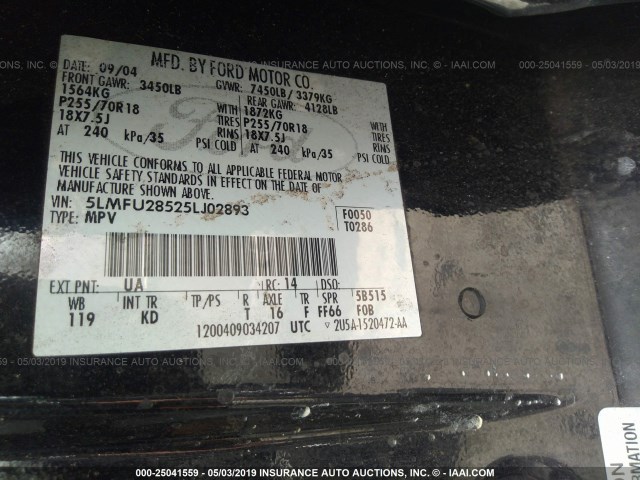 000-25041559 - 05/03/2019 - INSURANCE AUTO AUCTIONS, INC. - IAAI.COM
MFD. BY FORD MOTOR CO.
DATE: 09/04
GVWR: 7450LB/ 3379KG
FRONT GAWR: 3450LB
REAR GAWR: 4128LB
1564KG WITH 1872KG WITH
P255/70R18 TIRES P255/70R18 TIRES
18X7.5J RIMS 18X7.5J RIMS
AT 240 kPa/35 PSI COLD AT 240 kPa/35 PSI COLD
Ford
THIS VEHICLE CONFORMS TO ALL APPLICABLE FEDERAL MOTOR
VEHICLE SAFETY STANDARDS IN EFFECT ON THE DATE OF
MANUFACTURE SHOWN ABOVE.
VIN: 5LMFU28525LJ02893
TYPE: MPV
F0050
T0286
EXT PNT: UA RC: 14 DSO:
WB INT TR TP/PS R AXLE TR SPR 5B515
119 KD T 16 F FF66 FOB
1200409034207 UTC 2U5A-1520472-AA
MATION
000-25041559 - 05/03/2019 - INSURANCE AUTO AUCTIONS, INC. - IAAI.COM